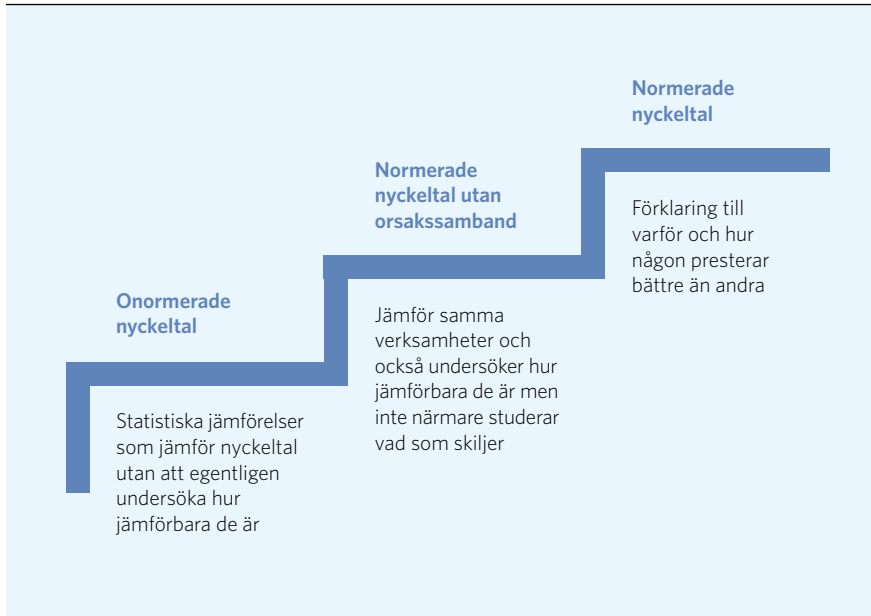 Onormerade
nyckeltal
Statistiska jämförelser
som jämför nyckeltal
utan att egentligen
undersöka hur
jämförbara de är
Normerade
nyckeltal utan
orsakssamband
Jämför samma
verksamheter och
också undersöker hur
jämförbara de är men
inte närmare studerar
vad som skiljer
Normerade
nyckeltal
Förklaring till
varför och hur
någon presterar
bättre än andra